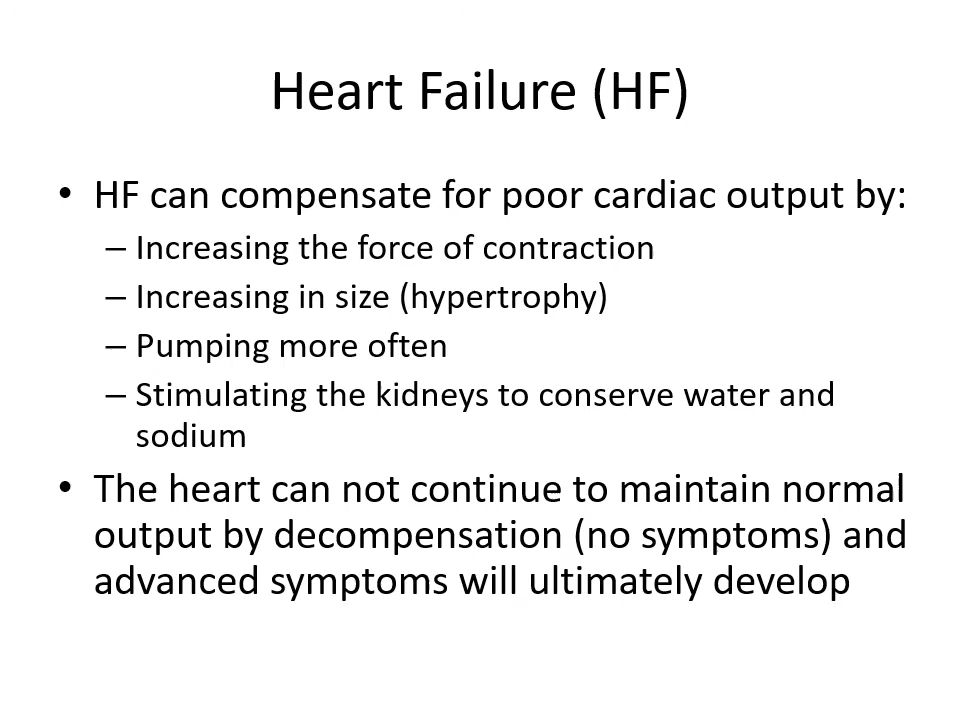 Heart Failure (HF)
• HF can compensate for poor cardiac output by:
– Increasing the force of contraction
– Increasing in size (hypertrophy)
– Pumping more often
– Stimulating the kidneys to conserve water and
sodium
• The heart can not continue to maintain normal
output by decompensation (no symptoms) and
advanced symptoms will ultimately develop